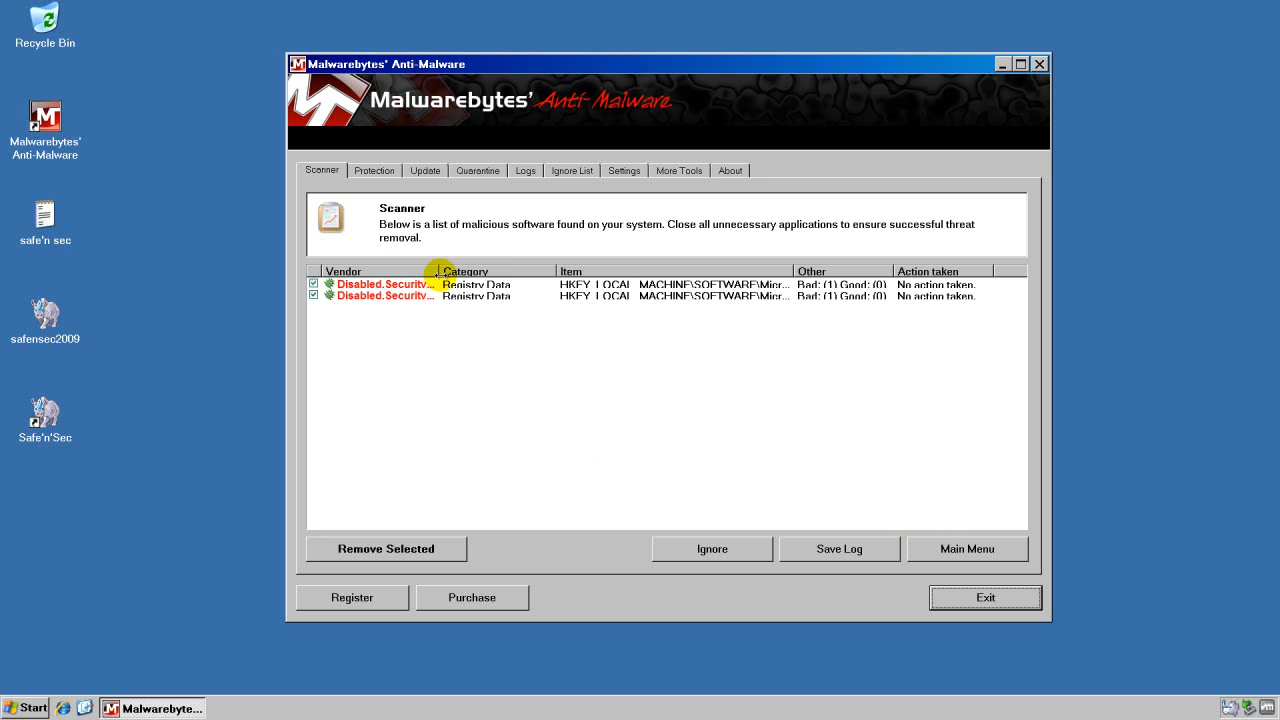 Recycle Bin
Malwarebytes'
Anti-Malware
safe'n sec
safensec2009
Safe'n'Sec
Malwarebytes' Anti-Malware
Malwarebytes' Anti-Malware
Scanner Protection Update Quarantine Logs Ignore List Settings More Tools About
Scanner
Below is a list of malicious software found on your system. Close all unnecessary applications to ensure successful threat
removal.
Vendor Category Item Other Action taken
Disabled.Security... Registry Data HKEY_LOCAL_MACHINE\SOFTWARE\Micr... Bad: (1) Good: (0) No action taken.
Disabled.Security... Registry Data HKEY_LOCAL_MACHINE\SOFTWARE\Micr... Bad: (1) Good: (0) No action taken.
Remove Selected Ignore Save Log Main Menu
Register Purchase Exit
Start Malwarebyte...